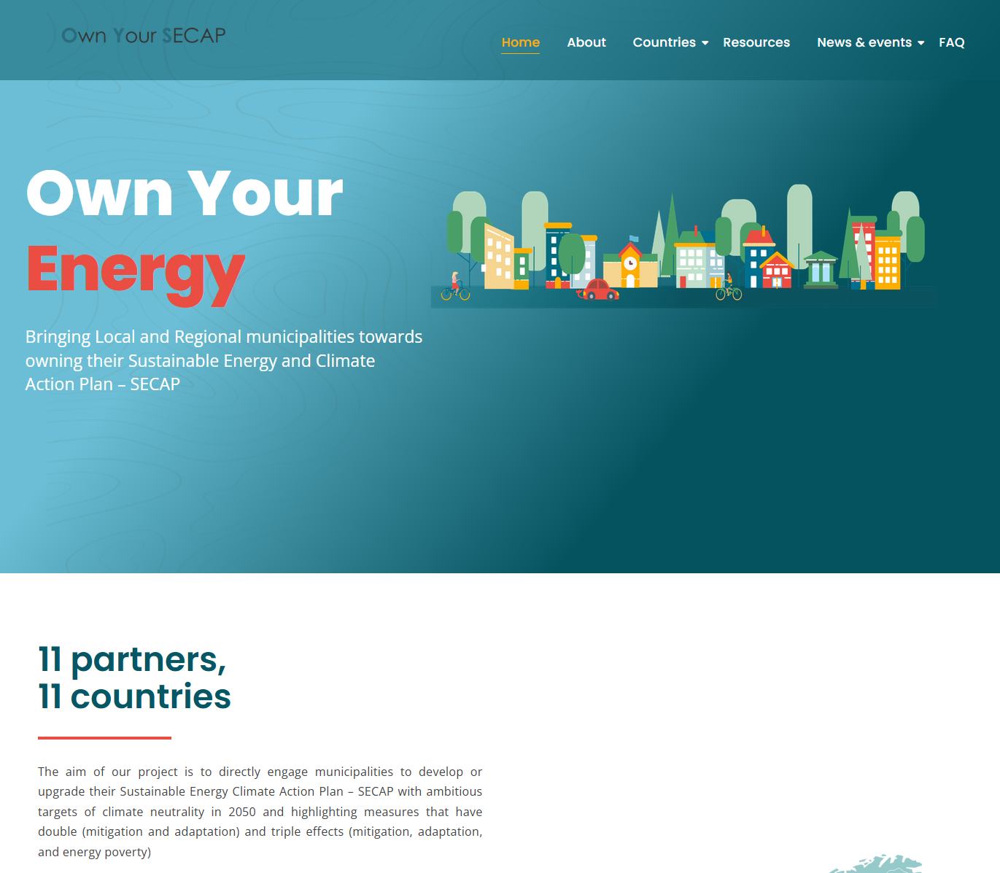 Own Your SECAP
Home About Countries Resources News & events FAQ
Own Your
Energy
Bringing Local and Regional municipalities towards
owning their Sustainable Energy and Climate
Action Plan – SECAP
11 partners,
11 countries
The aim of our project is to directly engage municipalities to develop or
upgrade their Sustainable Energy Climate Action Plan – SECAP with ambitious
targets of climate neutrality in 2050 and highlighting measures that have
double (mitigation and adaptation) and triple effects (mitigation, adaptation,
and energy poverty)